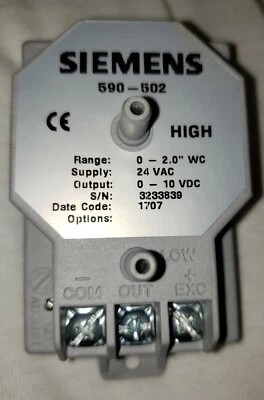 SIEMENS
590-502
CE
HIGH
Range: 0 - 2.0" WC
Supply: 24 VAC
Output: 0 - 10 VDC
S/N: 3233839
Date Code: 1707
Options:
LOW
- +
COM OUT EXC